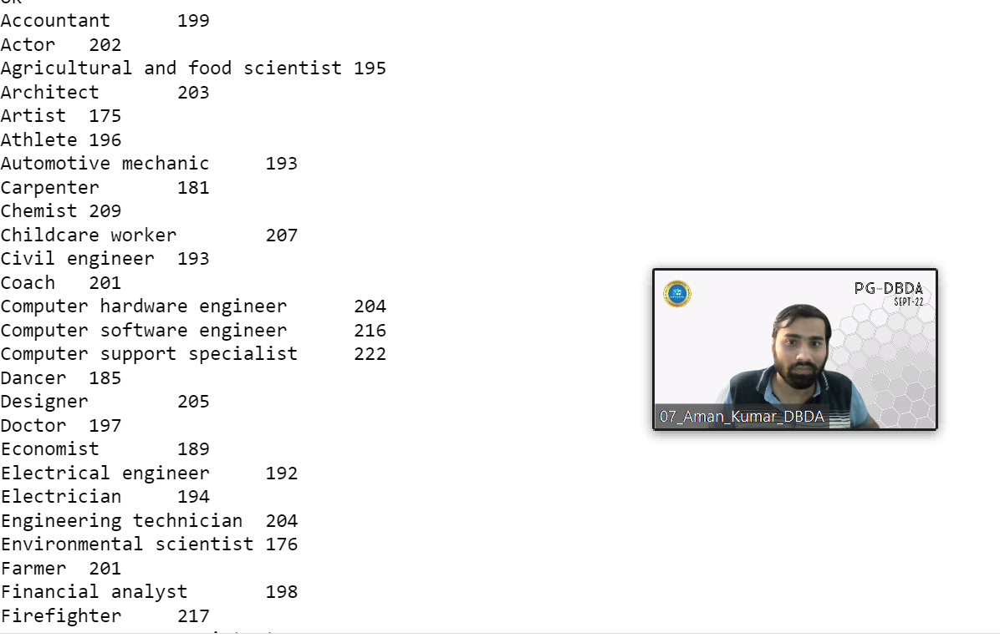 OK
Accountant 199
Actor 202
Agricultural and food scientist 195
Architect 203
Artist 175
Athlete 196
Automotive mechanic 193
Carpenter 181
Chemist 209
Childcare worker 207
Civil engineer 193
Coach 201
Computer hardware engineer 204
Computer software engineer 216
Computer support specialist 222
Dancer 185
Designer 205
Doctor 197
Economist 189
Electrical engineer 192
Electrician 194
Engineering technician 204
Environmental scientist 176
Farmer 201
Financial analyst 198
Firefighter 217
PG-DBDA
SEPT-22
07_Aman_Kumar_DBDA